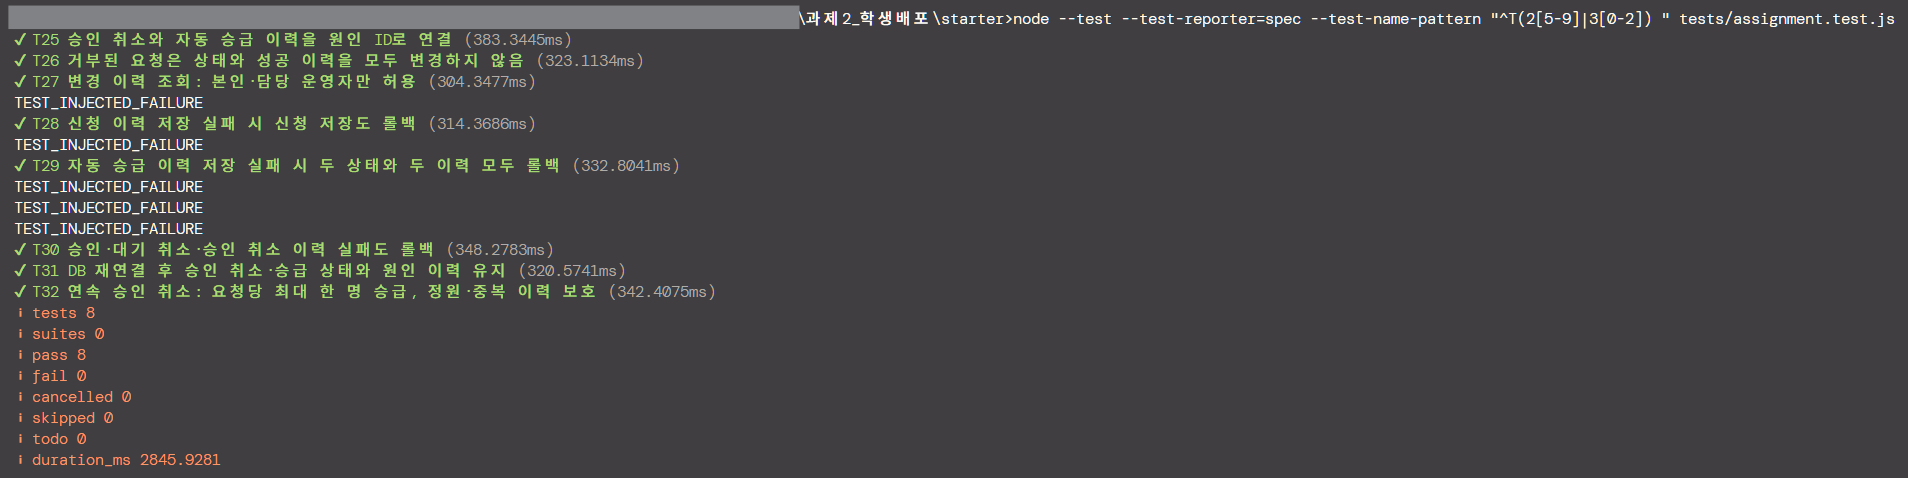 \과제2_학생배포\starter>node --test --test-reporter=spec --test-name-pattern "^T(2[5-9]|3[0-2]) " tests/assignment.test.js
✓ T25 승인 취소와 자동 승급 이력을 원인 ID로 연결 (383.3445ms)
✓ T26 거부된 요청은 상태와 성공 이력을 모두 변경하지 않음 (323.1134ms)
✓ T27 변경 이력 조회: 본인·담당 운영자만 허용 (304.3477ms)
TEST_INJECTED_FAILURE
✓ T28 신청 이력 저장 실패 시 신청 저장도 롤백 (314.3686ms)
TEST_INJECTED_FAILURE
✓ T29 자동 승급 이력 저장 실패 시 두 상태와 두 이력 모두 롤백 (332.8041ms)
TEST_INJECTED_FAILURE
TEST_INJECTED_FAILURE
TEST_INJECTED_FAILURE
✓ T30 승인·대기 취소·승인 취소 이력 실패도 롤백 (348.2783ms)
✓ T31 DB 재연결 후 승인 취소·승급 상태와 원인 이력 유지 (320.5741ms)
✓ T32 연속 승인 취소: 요청당 최대 한 명 승급, 정원·중복 이력 보호 (342.4075ms)
ℹ tests 8
ℹ suites 0
ℹ pass 8
ℹ fail 0
ℹ cancelled 0
ℹ skipped 0
ℹ todo 0
ℹ duration_ms 2845.9281